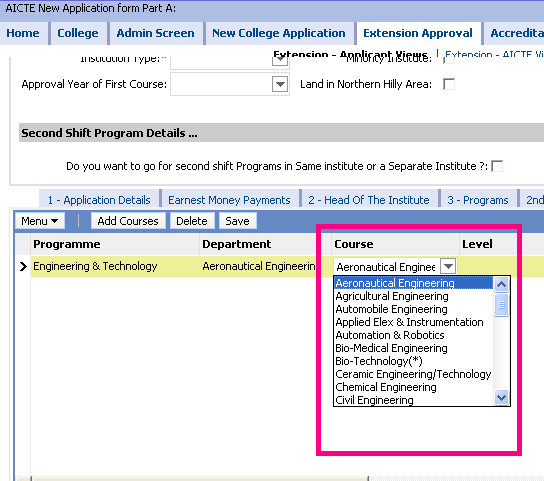 AICTE New Application form Part A:
Home College Admin Screen New College Application Extension Approval Accredita
Extension - Applicant Views Extension - AICTE Vi
Institution Type:* Minority Institute:
Approval Year of First Course: Land in Northern Hilly Area:
Second Shift Program Details ...
Do you want to go for second shift Programs in Same institute or a Separate Institute ?:
1 - Application Details Earnest Money Payments 2 - Head Of The Institute 3 - Programs 2nd
Menu Add Courses Delete Save
Programme Department Course Level
Engineering & Technology Aeronautical Engineerin Aeronautical Enginee
Aeronautical Engineering
Agricultural Engineering
Automobile Engineering
Applied Elex & Instrumentation
Automation & Robotics
Bio-Medical Engineering
Bio-Technology(*)
Ceramic Engineering/Technology
Chemical Engineering
Civil Engineering